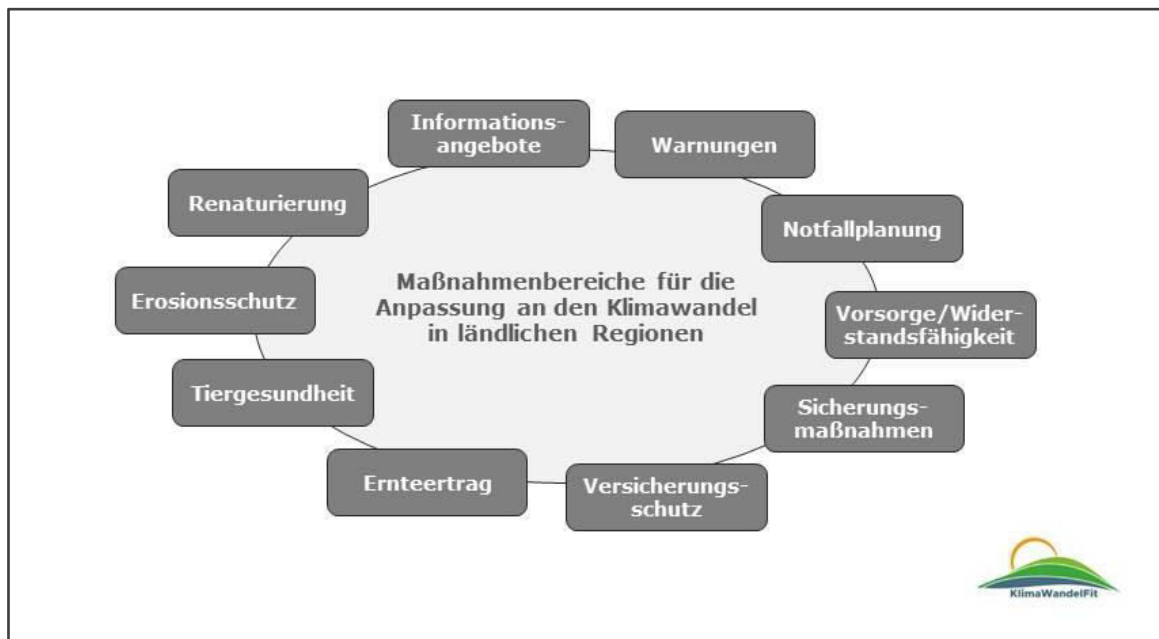 Informations-
angebote
Warnungen
Renaturierung
Notfallplanung
Maßnahmenbereiche für die
Anpassung an den Klimawandel
in ländlichen Regionen
Erosionsschutz
Vorsorge/Wider-
standsfähigkeit
Tiergesundheit
Sicherungs-
maßnahmen
Ernteertrag
Versicherungs-
schutz
KlimaWandelFit